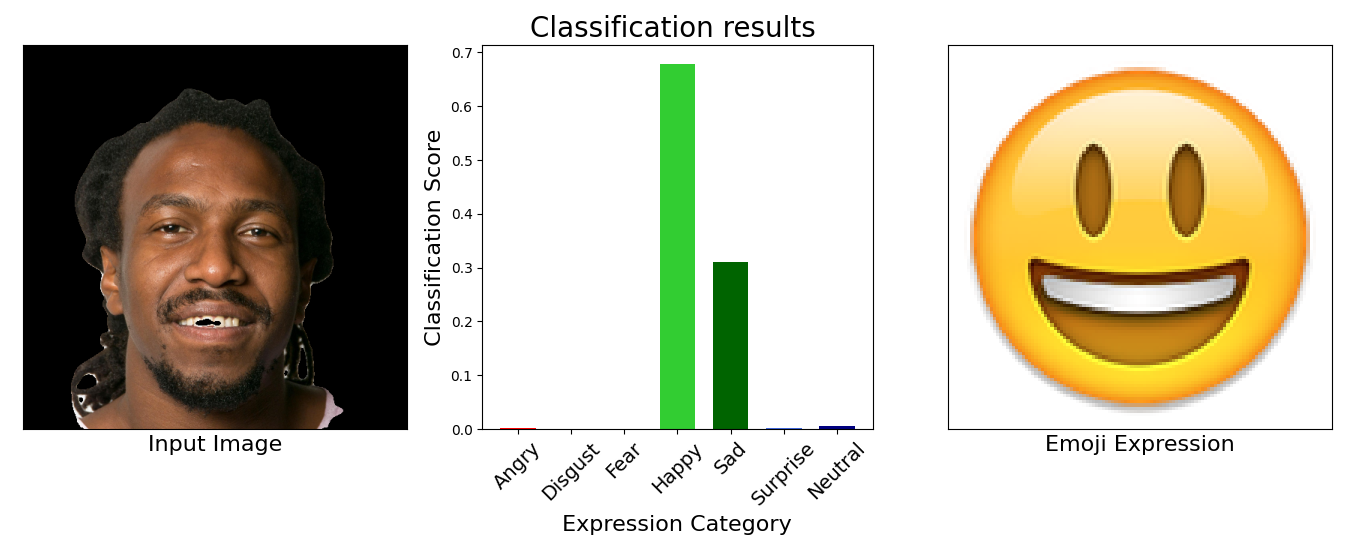 Classification results
Classification Score
0.7
0.6
0.5
0.4
0.3
0.2
0.1
0.0
Angry
Disgust
Fear
Happy
Sad
Surprise
Neutral
Expression Category
Input Image
Emoji Expression